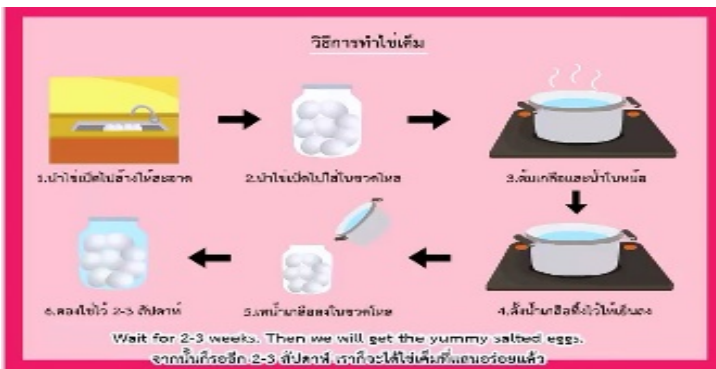 วิธีการทำไข่เค็ม
1.นำไข่เป็ดไปล้างให้สะอาด
2.นำไข่เป็ดไปใส่ในขวดโหล
3.ต้มเกลือและน้ำในหม้อ
4.ตั้งน้ำเกลือทิ้งไว้ให้เย็นลง
5.เทน้ำเกลือลงในขวดโหล
6.ดองไข่ไว้ 2-3 สัปดาห์
Wait for 2-3 weeks. Then we will get the yummy salted eggs.
จากนั้นก็รออีก 2-3 สัปดาห์ เราก็จะได้ไข่เค็มที่แสนอร่อยแล้ว